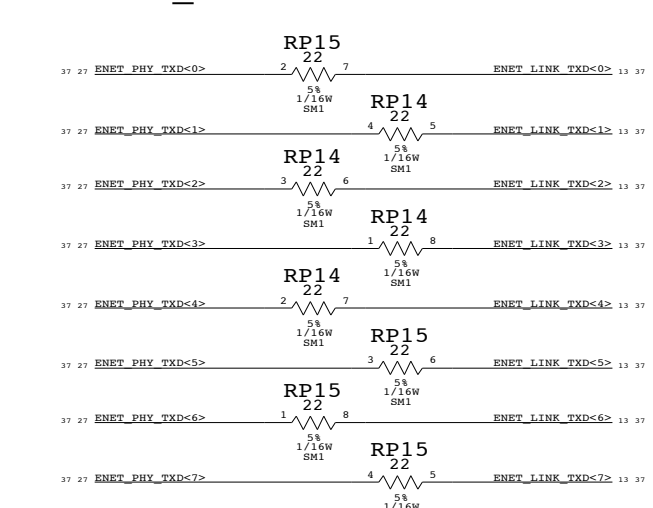 RP15
22
37 27 ENET_PHY_TXD<0> 2 7 ENET_LINK_TXD<0> 13 37
5%
1/16W
SM1
RP14
22
37 27 ENET_PHY_TXD<1> 4 5 ENET_LINK_TXD<1> 13 37
5%
1/16W
SM1
RP14
22
37 27 ENET_PHY_TXD<2> 3 6 ENET_LINK_TXD<2> 13 37
5%
1/16W
SM1
RP14
22
37 27 ENET_PHY_TXD<3> 1 8 ENET_LINK_TXD<3> 13 37
5%
1/16W
SM1
RP14
22
37 27 ENET_PHY_TXD<4> 2 7 ENET_LINK_TXD<4> 13 37
5%
1/16W
SM1
RP15
22
37 27 ENET_PHY_TXD<5> 3 6 ENET_LINK_TXD<5> 13 37
5%
1/16W
SM1
RP15
22
37 27 ENET_PHY_TXD<6> 1 8 ENET_LINK_TXD<6> 13 37
5%
1/16W
SM1
RP15
22
37 27 ENET_PHY_TXD<7> 4 5 ENET_LINK_TXD<7> 13 37
5%
1/16W